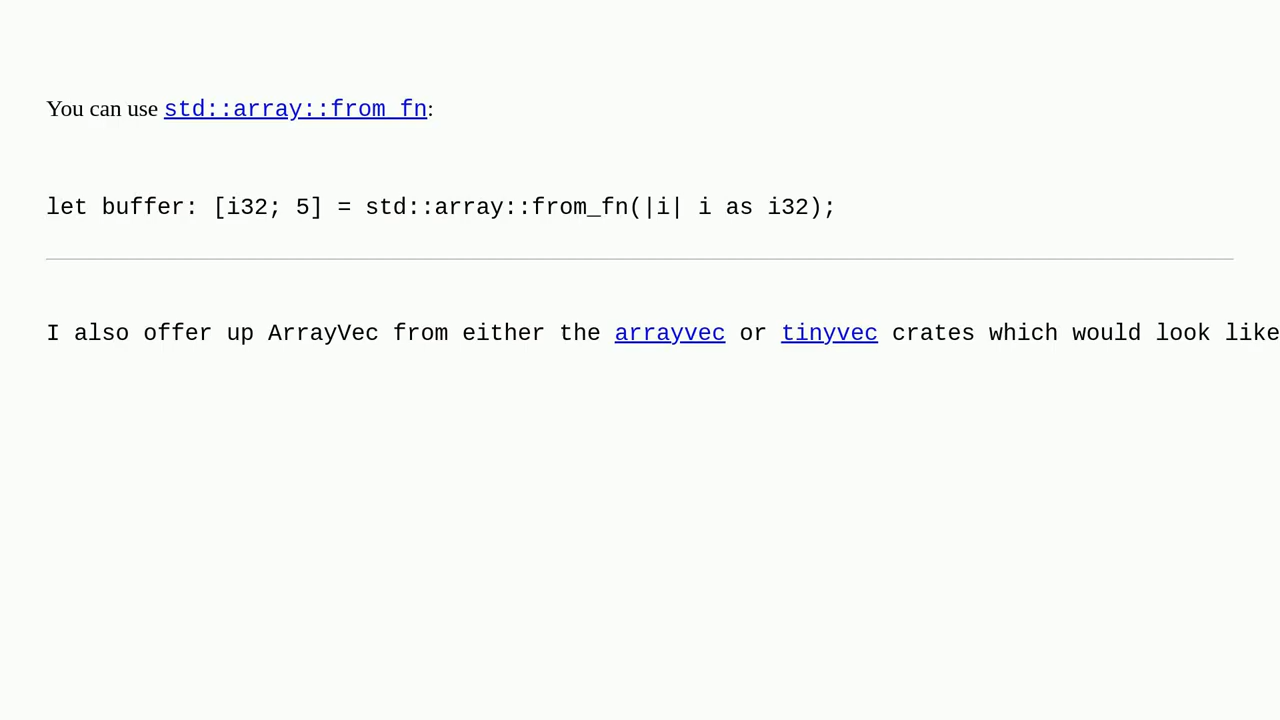 You can use std::array::from_fn:
let buffer: [i32; 5] = std::array::from_fn(|i| i as i32);
I also offer up ArrayVec from either the arrayvec or tinyvec crates which would look like